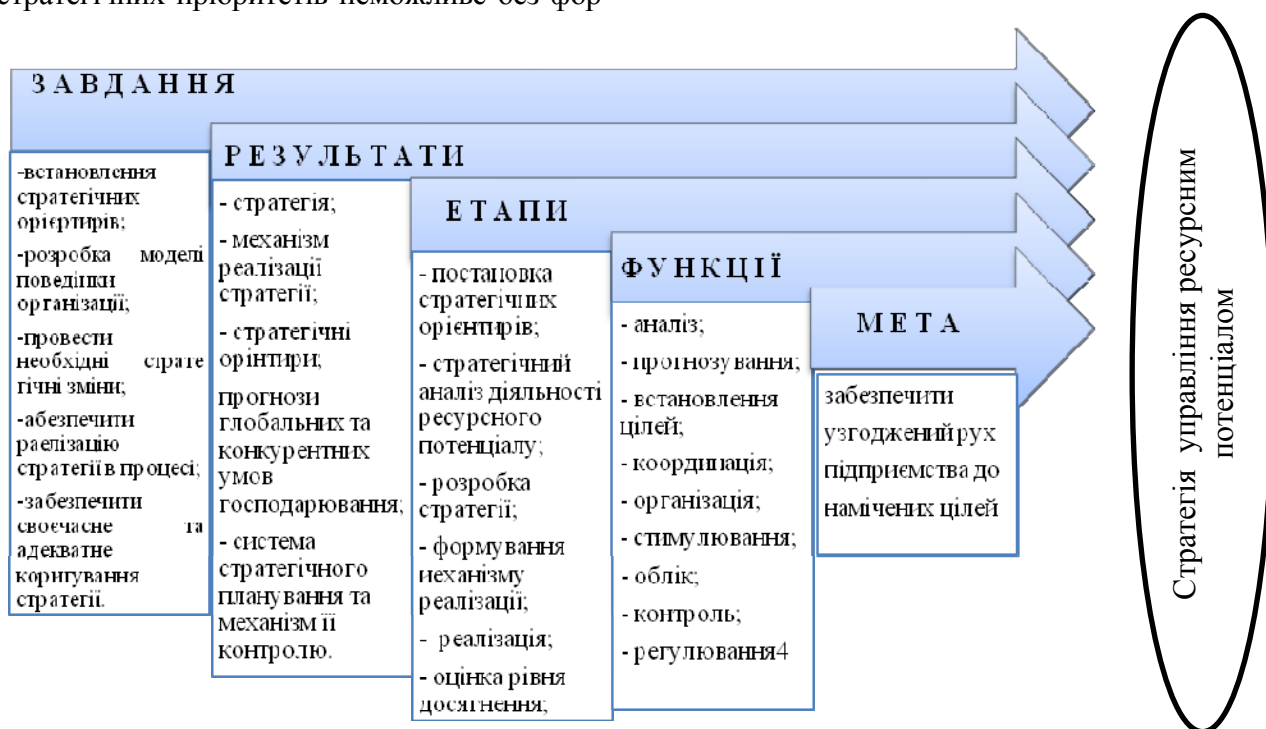 стратегічних пріоритетів неможливе без фор-
ЗАВДАННЯ
-встановлення
стратегічних
орієртирів;
-розробка моделі
поведінки
організації;
-провести
необхідні страте
гічні зміни;
-абезпечити
раелізацію
стратегії в процесі;
-забезпечити
своєчасне та
адекватне
коригування
стратегії.
РЕЗУЛЬТАТИ
- стратегія;
- механізм
реалізації
стратегії;
- стратегічні
орінтири;
прогнози
глобальних та
конкурентних
умов
господарювання;
- система
стратегічного
планування та
механізм її
контролю.
ЕТАПИ
- постановка
стратегічних
орієнтирів;
- стратегічний
аналіз діяльності
ресурсного
потенціалу;
- розробка
стратегії;
- формування
механізму
реалізації;
- реалізація;
- оцінка рівня
досягнення;
ФУНКЦІЇ
- аналіз;
- прогнозування;
- встановлення
цілей;
- координація;
- організація;
- стимулювання;
- облік;
- контроль;
- регулювання4
МЕТА
забезпечити
узгоджений рух
підприємства до
намічених цілей
Стратегія управління ресурсним
потенціалом